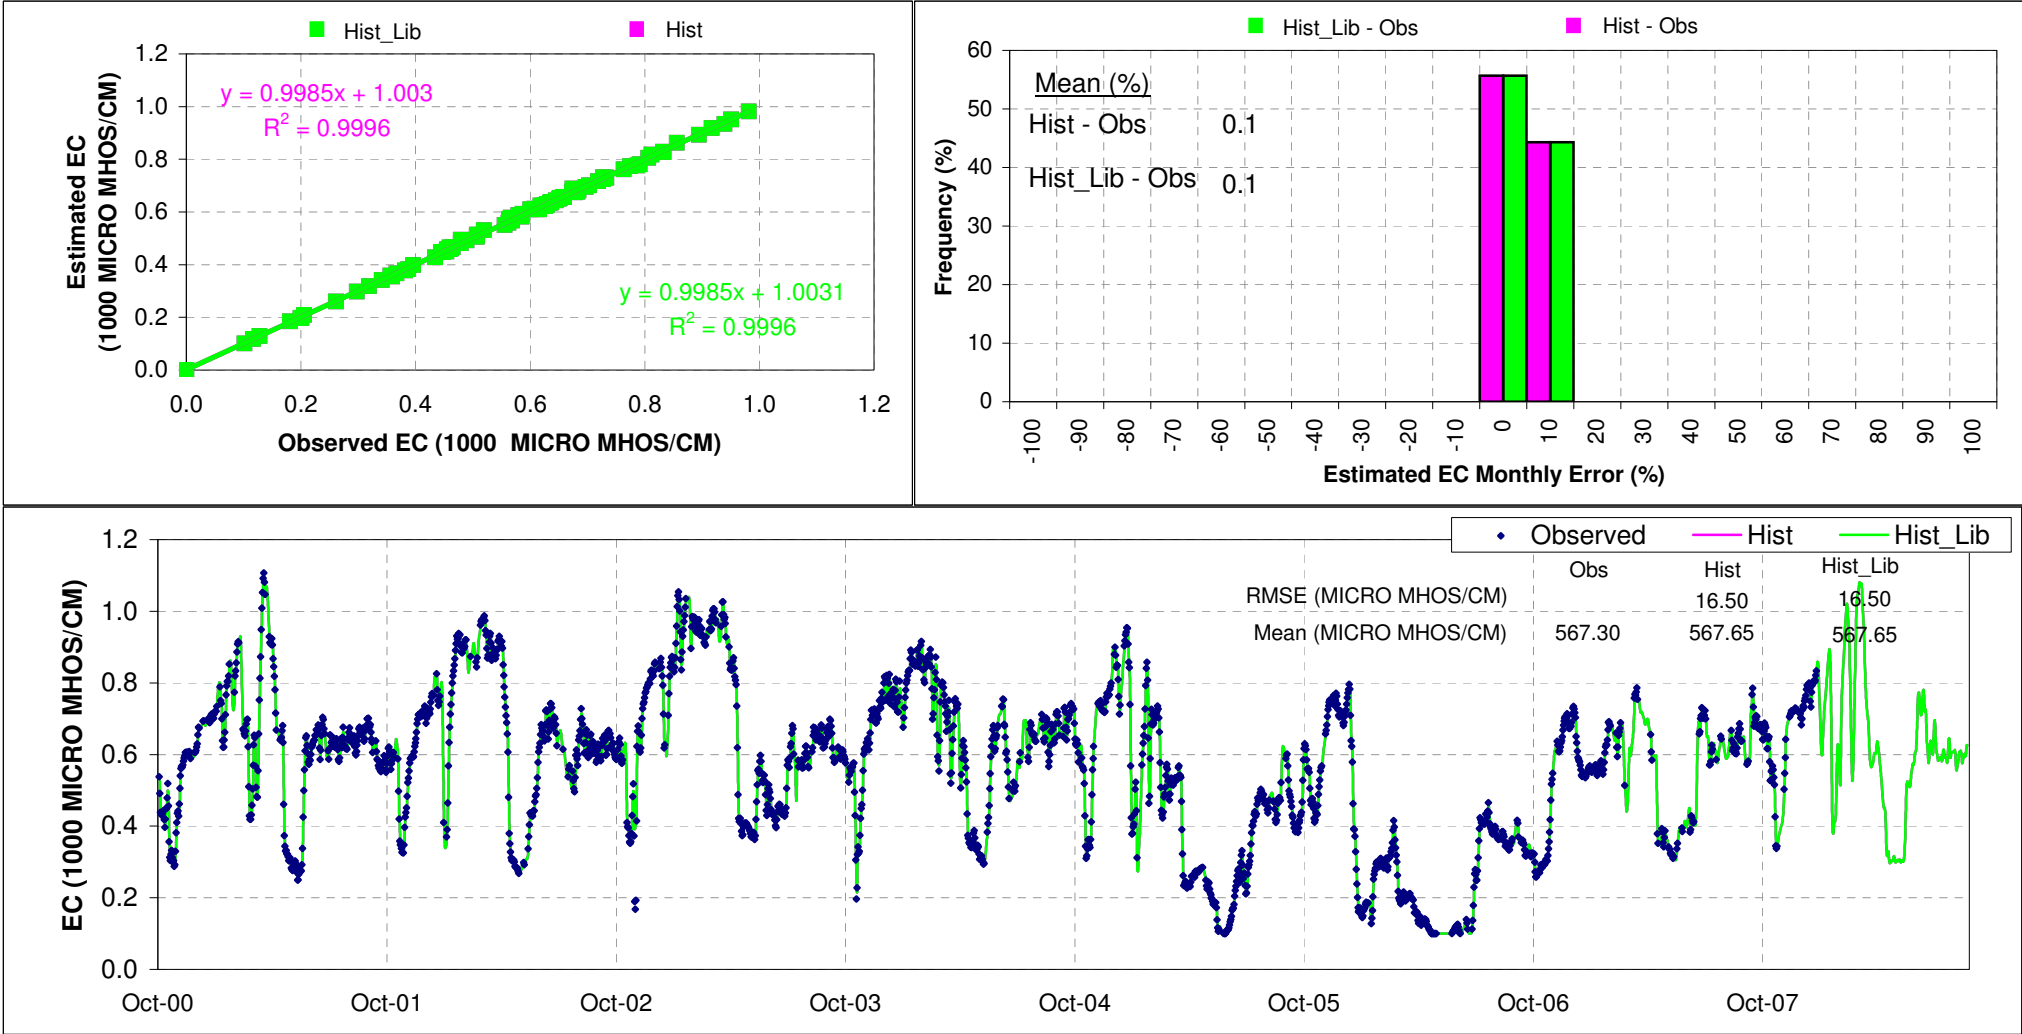 Hist_Lib Hist
1.2
1.0
0.8
0.6
0.4
0.2
0.0
y = 0.9985x + 1.003
R² = 0.9996
y = 0.9985x + 1.0031
R² = 0.9996
0.0 0.2 0.4 0.6 0.8 1.0 1.2
Estimated EC
(1000 MICRO MHOS/CM)
Observed EC (1000 MICRO MHOS/CM)
Hist_Lib - Obs Hist - Obs
60
50
40
30
20
10
0
Frequency (%)
Mean (%)
Hist - Obs 0.1
Hist_Lib - Obs 0.1
-100 -90 -80 -70 -60 -50 -40 -30 -20 -10 0 10 20 30 40 50 60 70 80 90 100
Estimated EC Monthly Error (%)
Observed Hist Hist_Lib
Obs Hist Hist_Lib
RMSE (MICRO MHOS/CM) 16.50 16.50
Mean (MICRO MHOS/CM) 567.30 567.65 567.65
1.2
1.0
0.8
0.6
0.4
0.2
0.0
EC (1000 MICRO MHOS/CM)
Oct-00 Oct-01 Oct-02 Oct-03 Oct-04 Oct-05 Oct-06 Oct-07